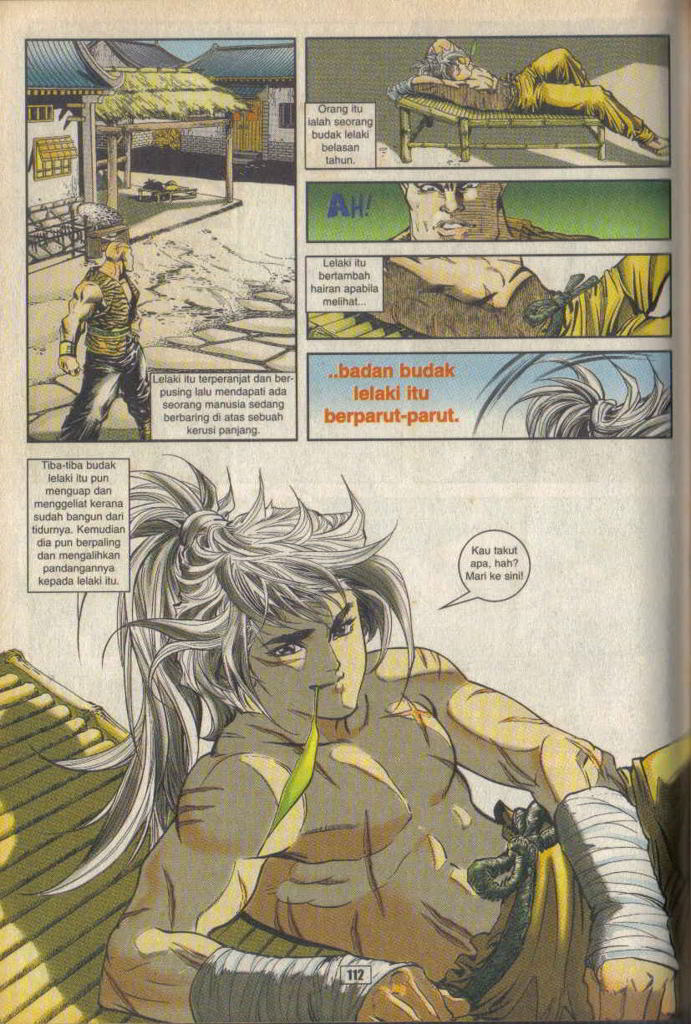 Lelaki itu terperanjat dan ber-
pusing lalu mendapati ada
seorang manusia sedang
berbaring di atas sebuah
kerusi panjang.
Orang itu
ialah seorang
budak lelaki
belasan
tahun.
AH!
Lelaki itu
bertambah
hairan apabila
melihat...
..badan budak
lelaki itu
berparut-parut.
Tiba-tiba budak
lelaki itu pun
menguap dan
menggeliat kerana
sudah bangun dari
tidurnya. Kemudian
dia pun berpaling
dan mengalihkan
pandangannya
kepada lelaki itu.
Kau takut
apa, hah?
Mari ke sini!
112